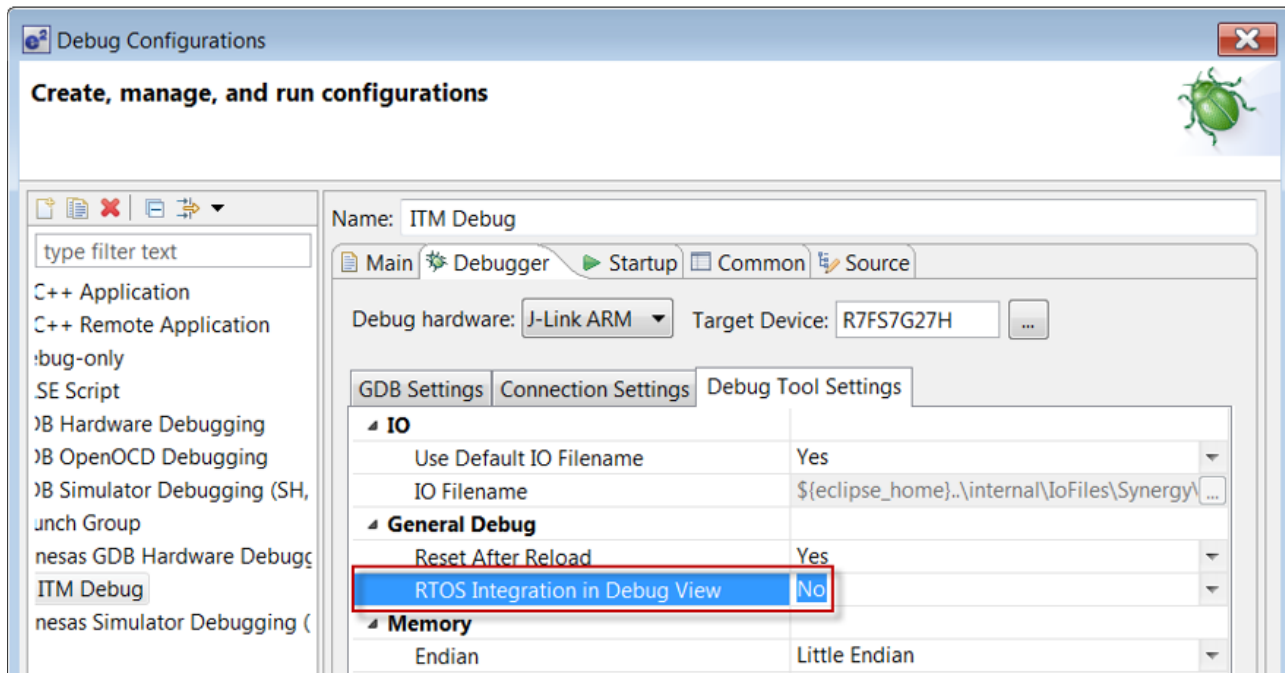 e² Debug Configurations
Create, manage, and run configurations
type filter text
C++ Application
C++ Remote Application
bug-only
SE Script
B Hardware Debugging
B OpenOCD Debugging
B Simulator Debugging (SH,
unch Group
nesas GDB Hardware Debugg
ITM Debug
nesas Simulator Debugging (
Name: ITM Debug
Main Debugger Startup Common Source
Debug hardware: J-Link ARM Target Device: R7FS7G27H ...
GDB Settings Connection Settings Debug Tool Settings
IO
Use Default IO Filename Yes
IO Filename ${eclipse_home}..\internal\IoFiles\Synergy\ ...
General Debug
Reset After Reload Yes
RTOS Integration in Debug View No
Memory
Endian Little Endian